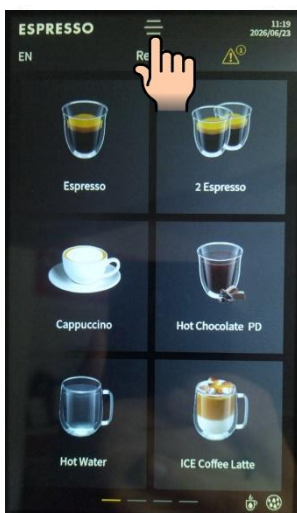 ESPRESSO
11:19
2026/06/23
EN
Espresso
2 Espresso
Cappuccino
Hot Chocolate PD
Hot Water
ICE Coffee Latte